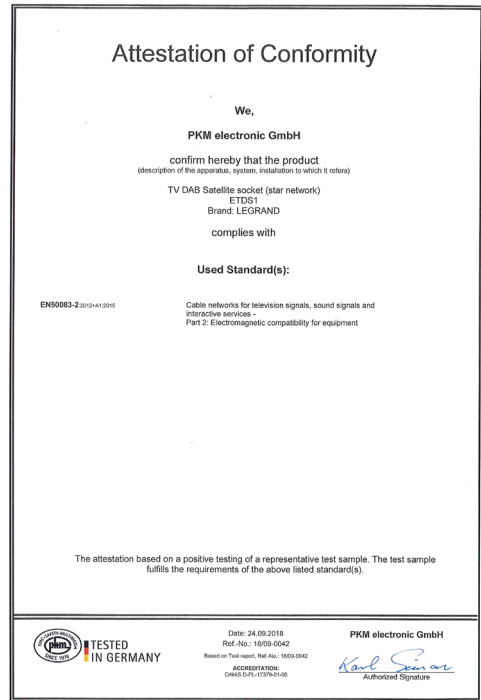 Attestation of Conformity
We,
PKM electronic GmbH
confirm hereby that the product
(description of the apparatus, system, installation to which it refers)
TV DAB Satellite socket (star network)
ETDS1
Brand: LEGRAND
complies with
Used Standard(s):
EN50083-2:2012+A1:2015
Cable networks for television signals, sound signals and
interactive services -
Part 2: Electromagnetic compatibility for equipment
The attestation based on a positive testing of a representative test sample. The test sample
fulfills the requirements of the above listed standard(s).
pkm
SINCE 1979
TESTED
IN GERMANY
Date: 24.09.2018
Ref.-No.: 18/09-0042
Based on Test report, Ref.-No.: 18/09-0042
ACCREDITATION:
DAkkS D-PL-17379-01-00
PKM electronic GmbH
Karl
Authorized Signature